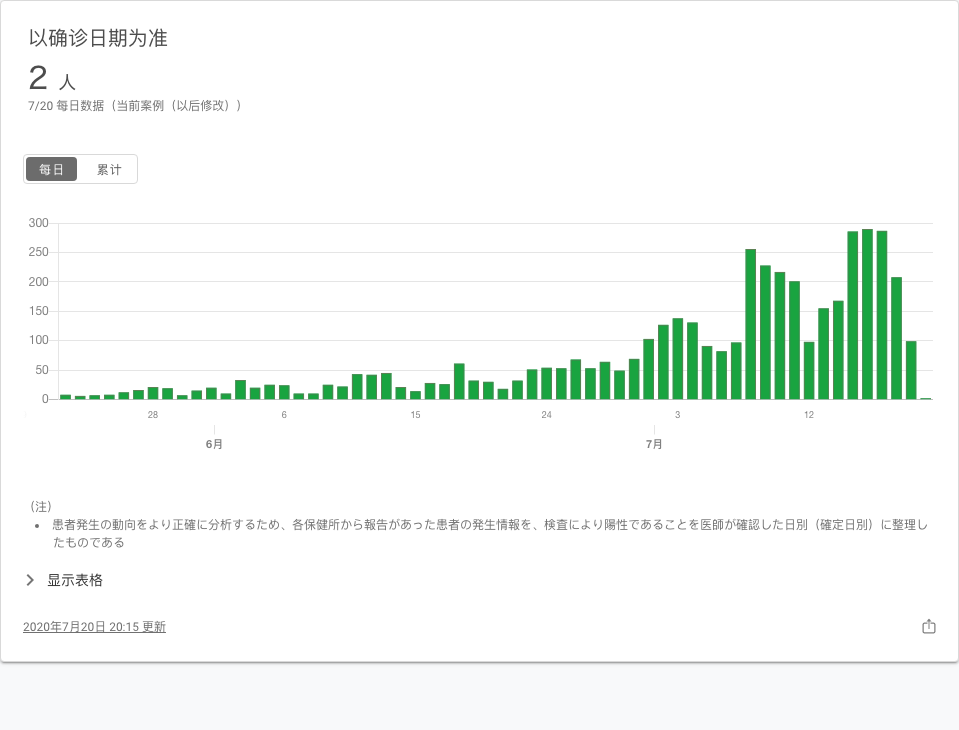 以确诊日期为准
2 人
7/20 每日数据（当前案例（以后修改））
每日 累计
300
250
200
150
100
50
0
28 6 15 24 3 12
6月 7月
（注）
• 患者発生の動向をより正確に分析するため、各保健所から報告があった患者の発生情報を、検査により陽性であることを医師が確認した日別（確定日別）に整理し
たものである
显示表格
2020年7月20日 20:15 更新